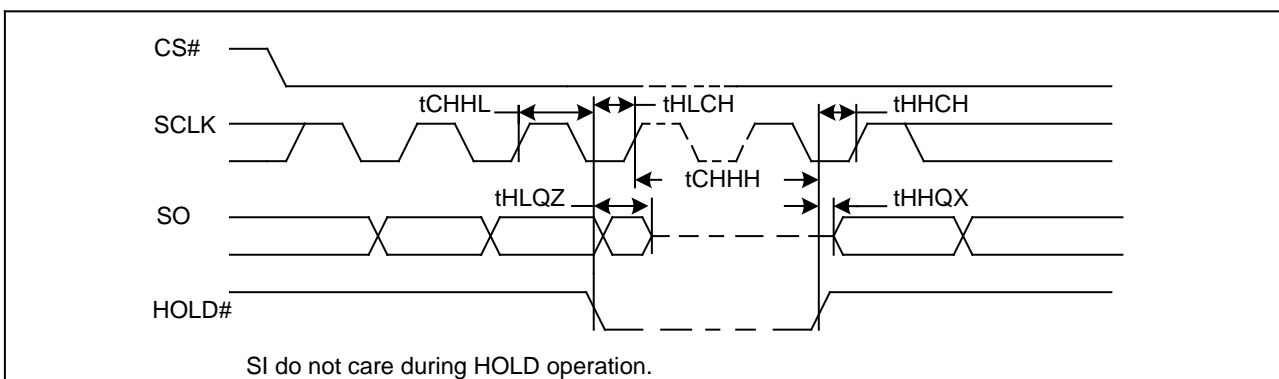 CS#
tCHHL
tHLCH
tHHCH
SCLK
tCHHH
tHLQZ
tHHQX
SO
HOLD#
SI do not care during HOLD operation.